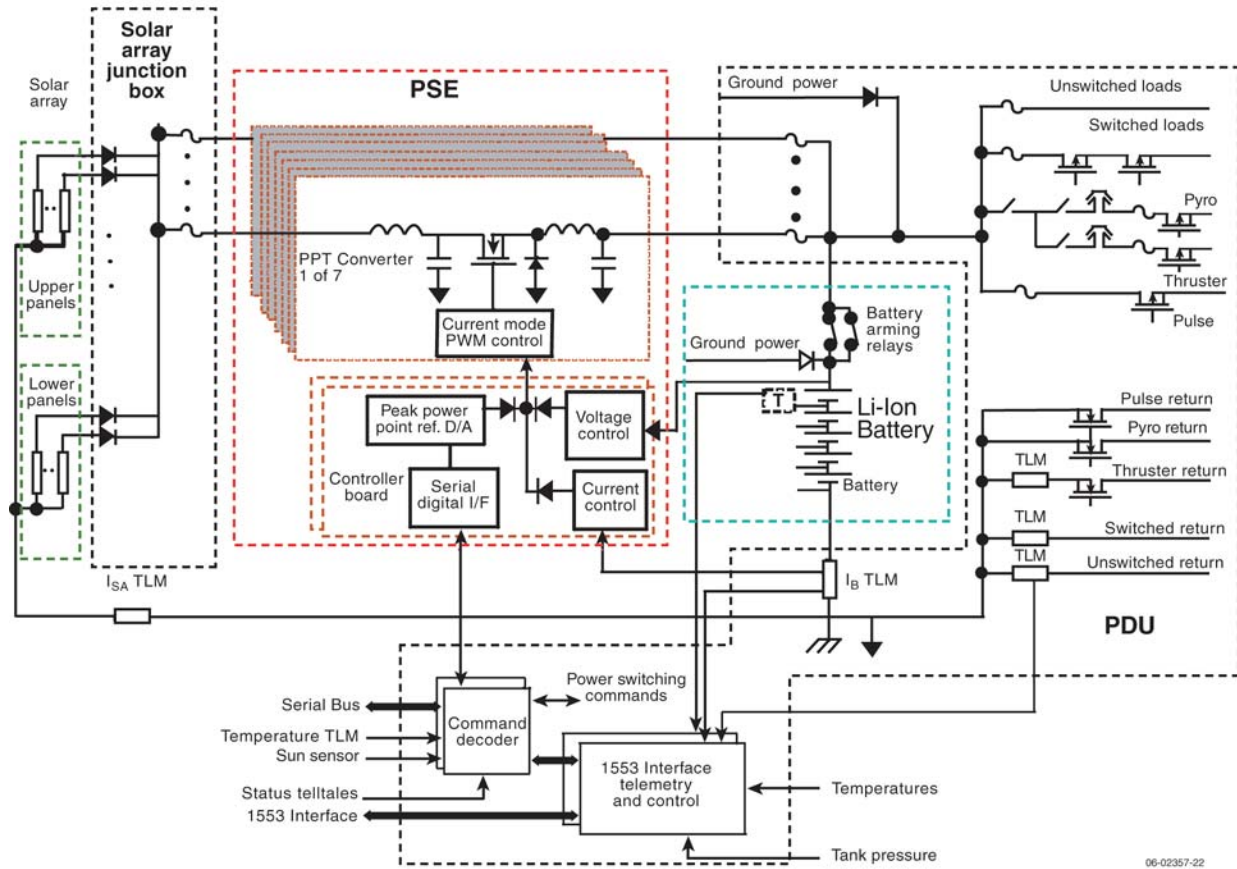 Solar
array
junction
box
Solar
array
PSE
Ground power
Unswitched loads
Switched loads
Pyro
Thruster
Pulse
Upper
panels
PPT Converter
1 of 7
Current mode
PWM control
Ground power
Battery
arming
relays
Lower
panels
Peak power
point ref. D/A
Voltage
control
T
Li-Ion
Battery
Controller
board
Serial
digital I/F
Current
control
Battery
Pulse return
Pyro return
TLM
Thruster return
TLM
Switched return
TLM
Unswitched return
ISA TLM
IB TLM
PDU
Serial Bus
Temperature TLM
Sun sensor
Status telltales
1553 Interface
Command
decoder
Power switching
commands
1553 Interface
telemetry
and control
Temperatures
Tank pressure
06-02357-22